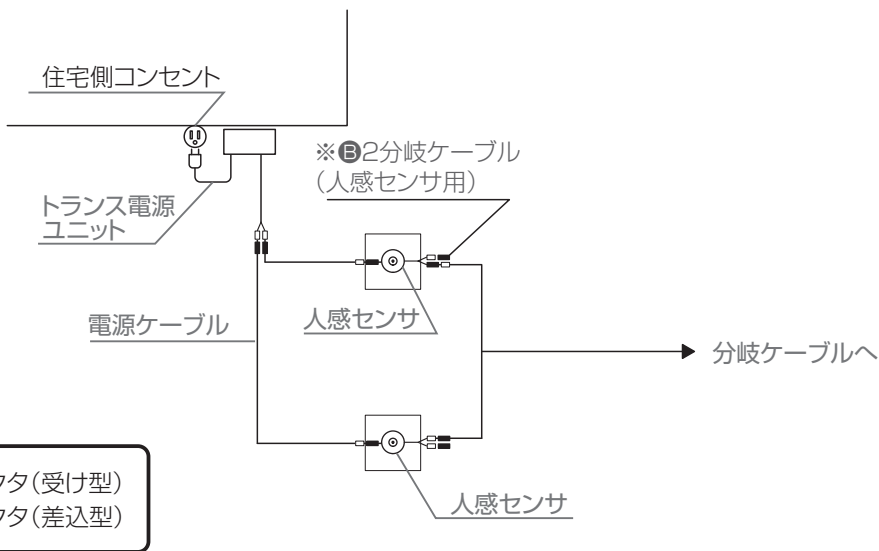 住宅側コンセント
※Ⓑ2分岐ケーブル
（人感センサ用）
トランス電源
ユニット
電源ケーブル
人感センサ
分岐ケーブルへ
タ（受け型）
タ（差込型）
人感センサ